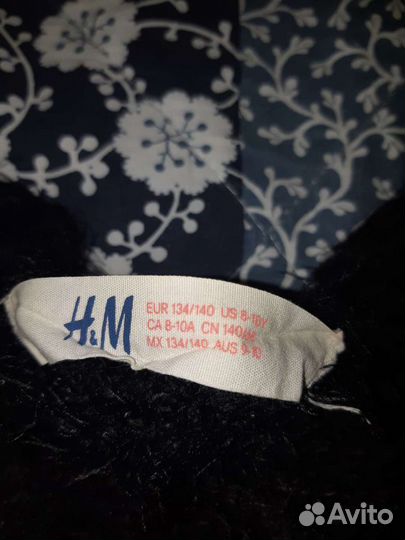 H&M
EUR 134/140 US 8-10Y
CA 8-10A CN 140/
MX 134/140 AUS 9-10
Avito